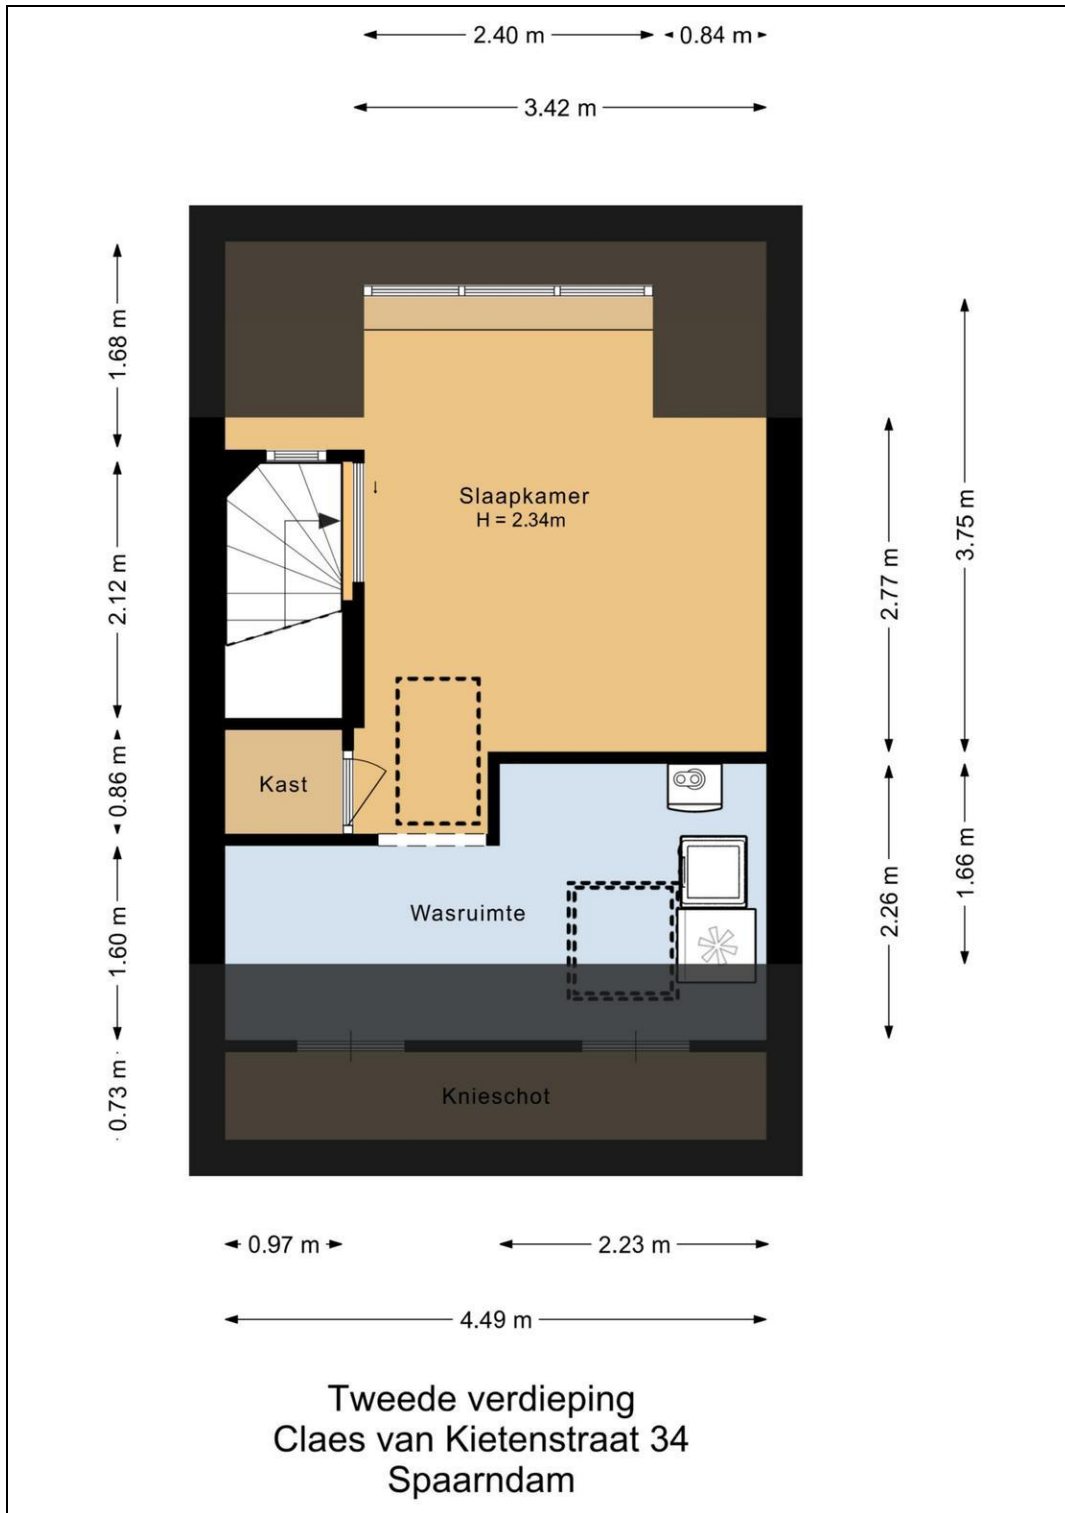 2.40 m
0.84 m
3.42 m
1.68 m
2.12 m
0.86 m
1.60 m
0.73 m
Slaapkamer
H = 2.34m
Kast
Wasruimte
Knieschot
3.75 m
2.77 m
1.66 m
2.26 m
0.97 m
2.23 m
4.49 m
Tweede verdieping
Claes van Kietenstraat 34
Spaarndam